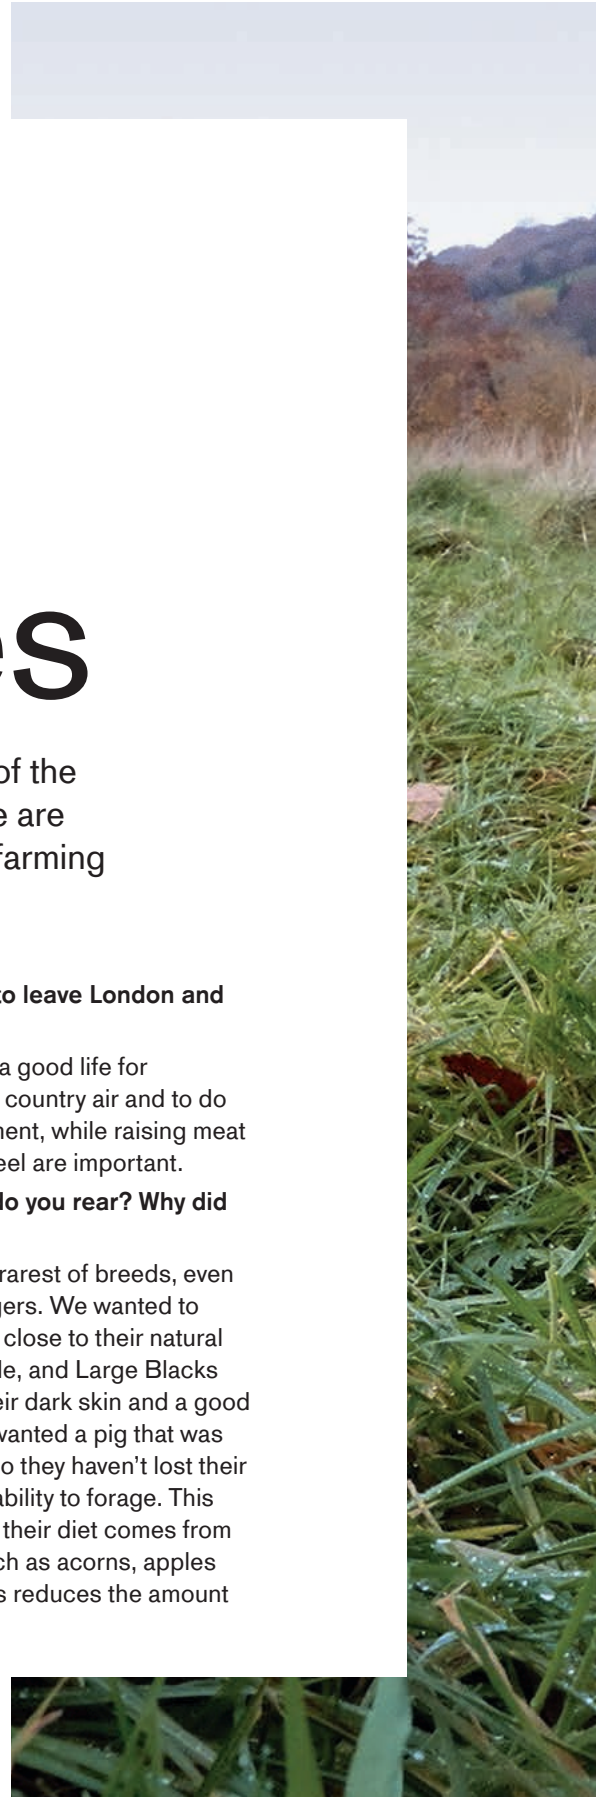 es
of the
e are
farming
to leave London and
a good life for
country air and to do
ment, while raising meat
eel are important.
do you rear? Why did
rarest of breeds, even
gers. We wanted to
close to their natural
le, and Large Blacks
eir dark skin and a good
wanted a pig that was
o they haven't lost their
ability to forage. This
their diet comes from
ch as acorns, apples
s reduces the amount